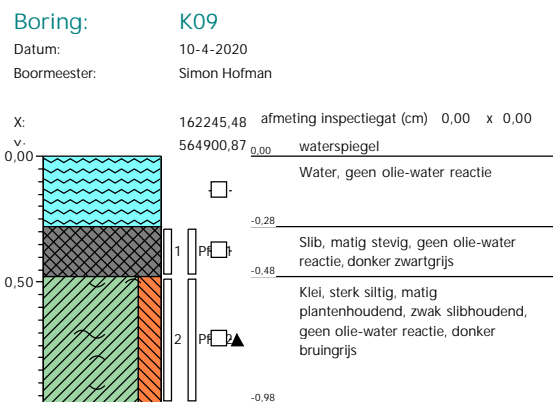 Boring: K09
Datum: 10-4-2020
Boormeester: Simon Hofman
X: 162245,48 afmeting inspectiegat (cm) 0,00 x 0,00
564900,87
0,00 0,00 waterspiegel
Water, geen olie-water reactie
-0,28
1 Slib, matig stevig, geen olie-water
reactie, donker zwartgrijs
-0,48
0,50
Klei, sterk siltig, matig
plantenhoudend, zwak slibhoudend,
2 geen olie-water reactie, donker
bruingrijs
-0,98